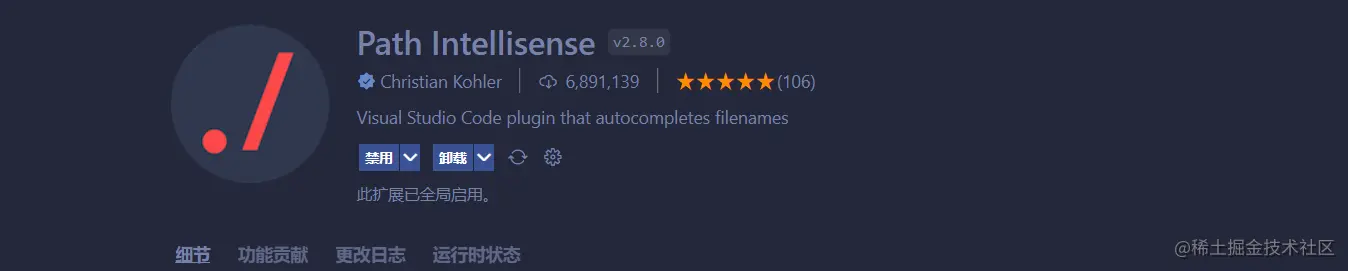 Path Intellisense v2.8.0
Christian Kohler 6,891,139 ★★★★★(106)
Visual Studio Code plugin that autocompletes filenames
禁用 卸载
此扩展已全局启用。
细节 功能贡献 更改日志 运行时状态
@稀土掘金技术社区